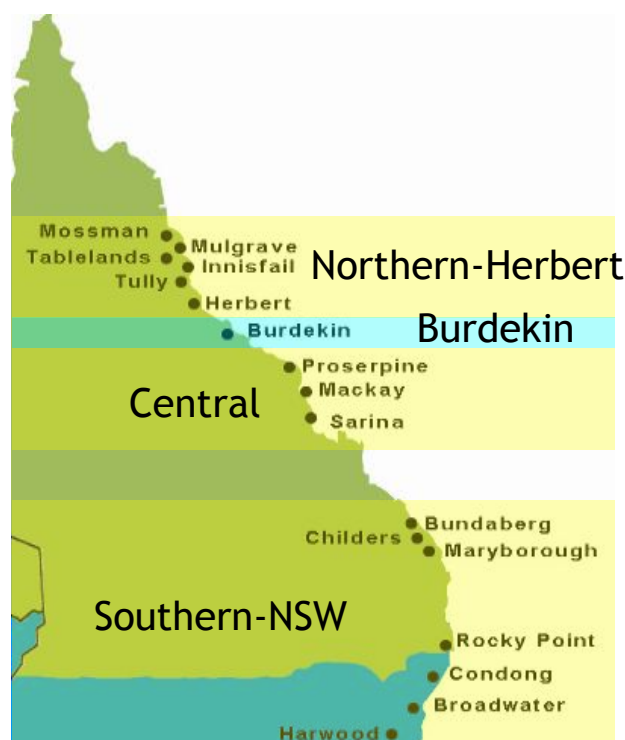 Mossman
Mulgrave
Tablelands
Innisfail
Northern-Herbert
Tully
Herbert
Burdekin
Burdekin
Proserpine
Central
Mackay
Sarina
Bundaberg
Childers
Maryborough
Southern-NSW
Rocky Point
Condong
Broadwater
Harwood